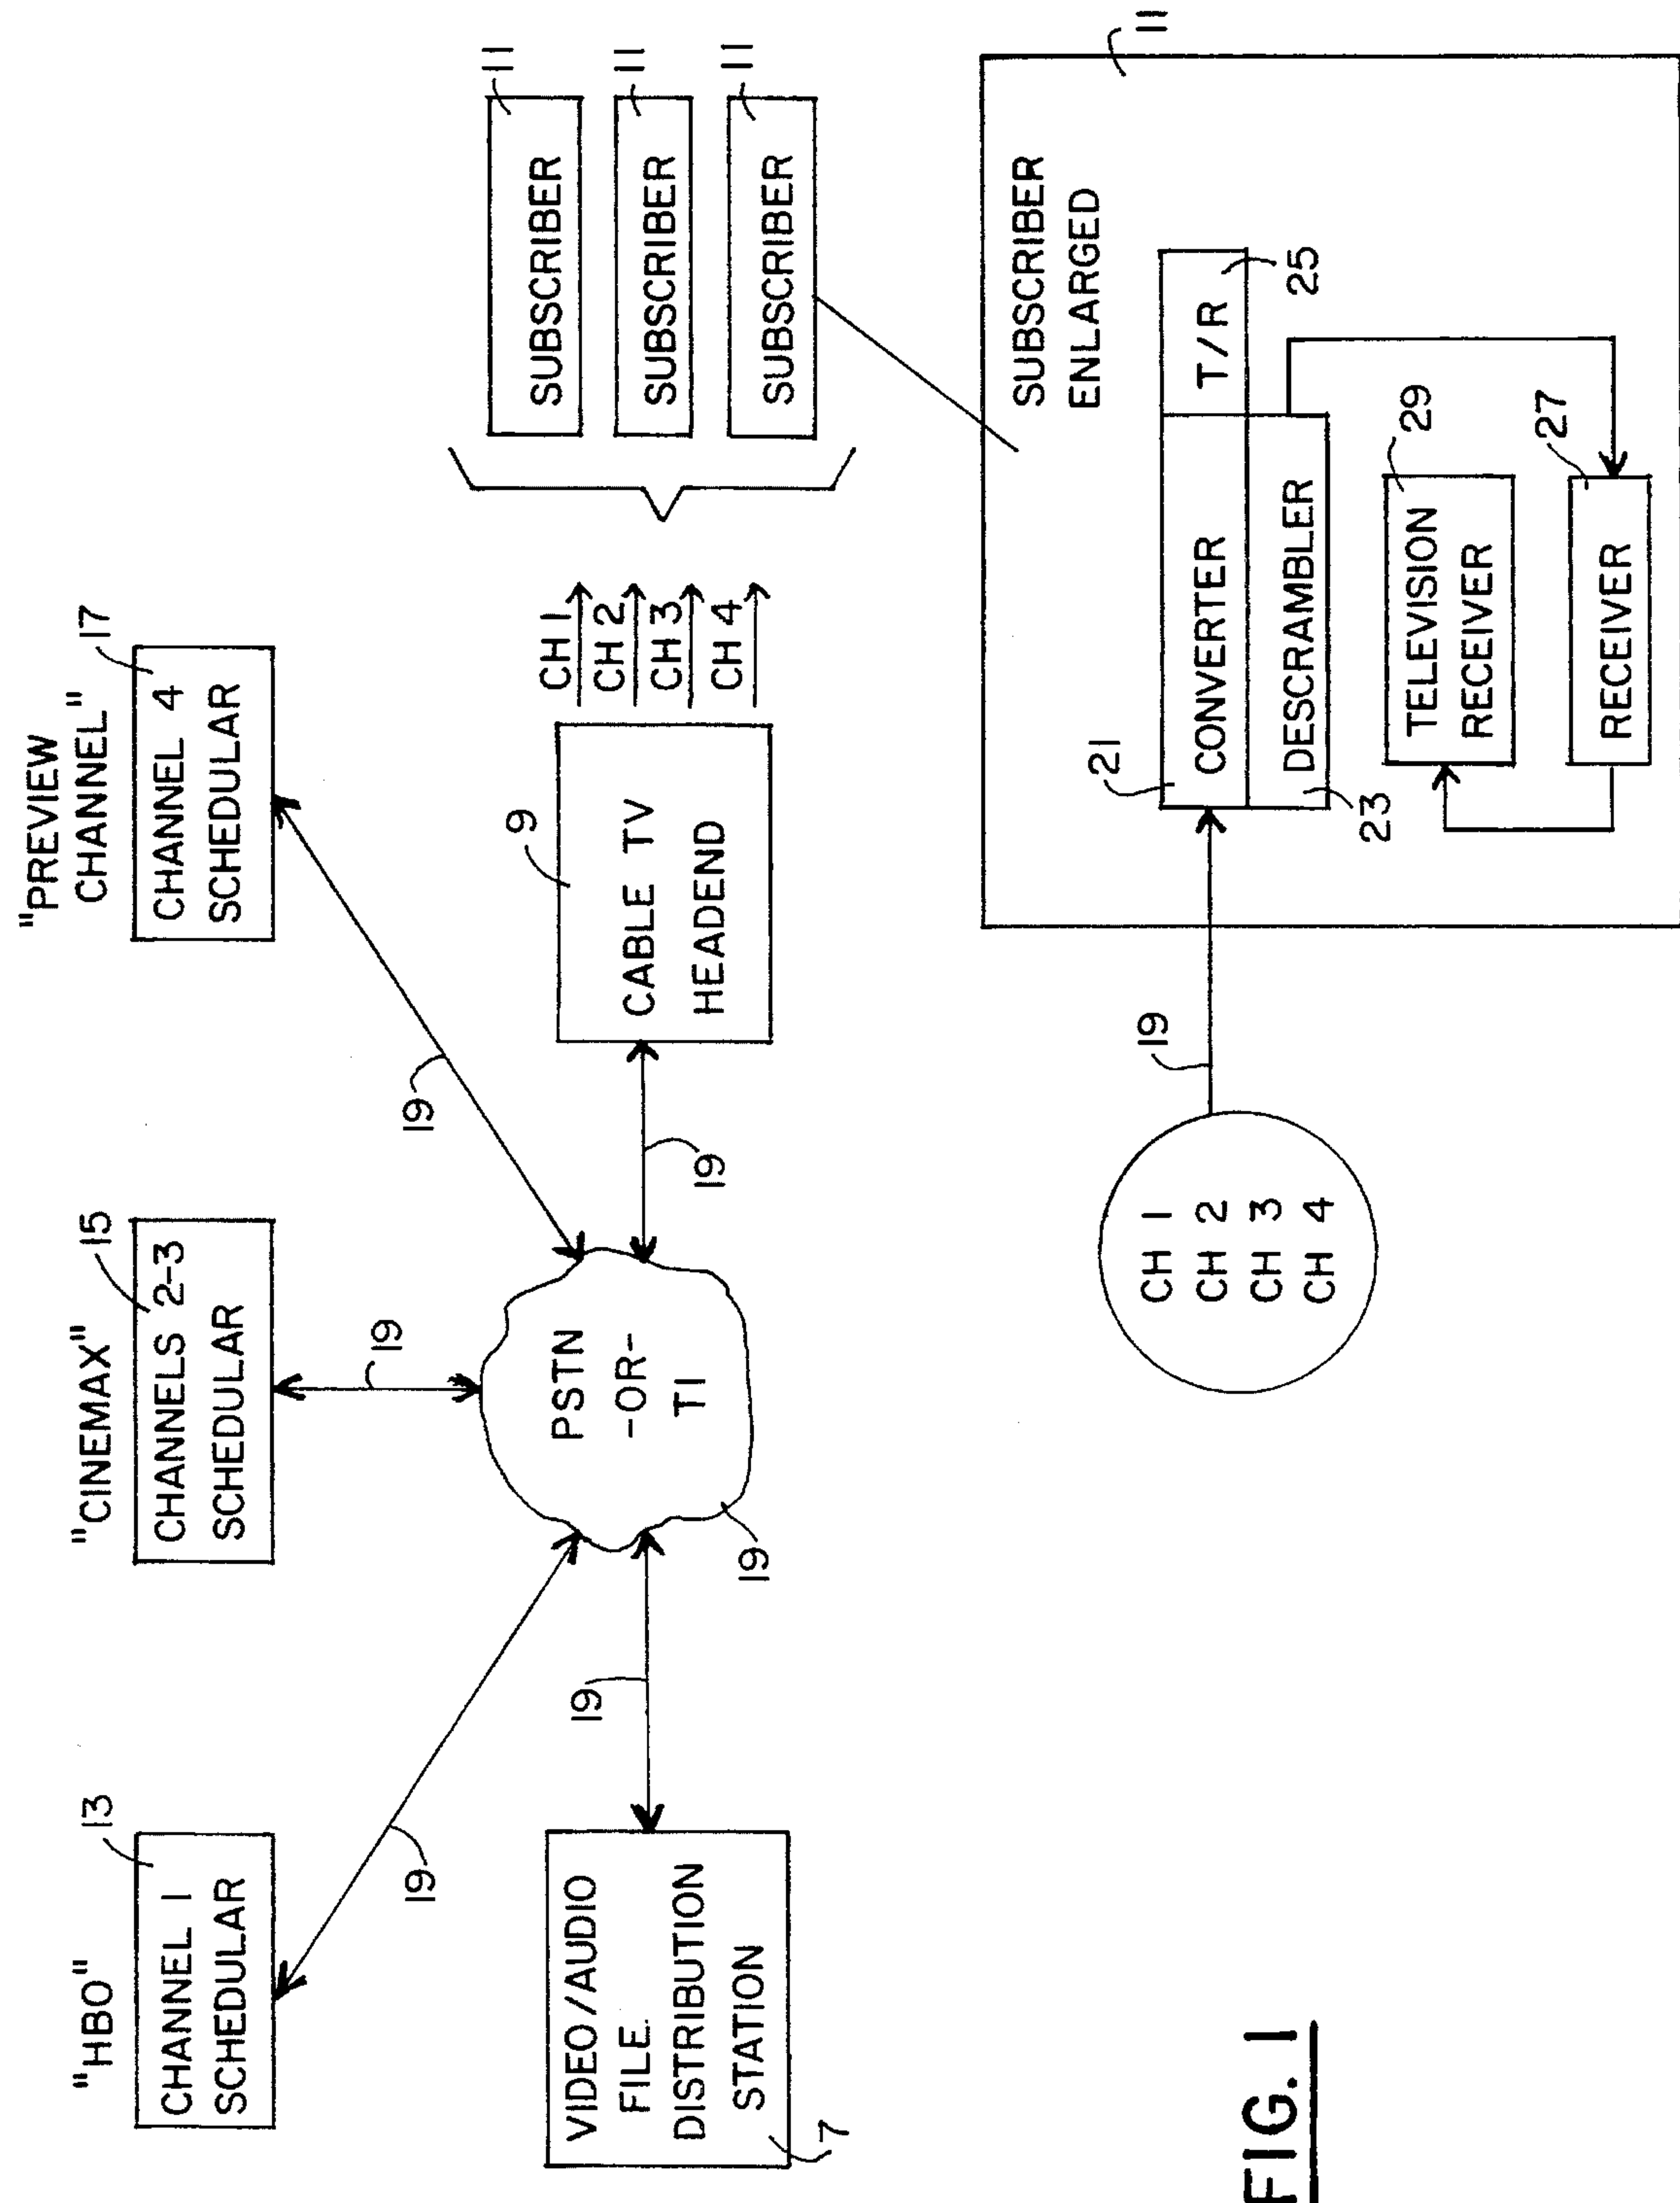 "HBO"
13
CHANNEL 1
SCHEDULAR
"CINEMAX"
15
CHANNELS 2-3
SCHEDULAR
"PREVIEW
CHANNEL"
17
CHANNEL 4
SCHEDULAR
19
19
19
VIDEO/AUDIO
FILE.
DISTRIBUTION
STATION
7
19
PSTN
-OR-
T1
19
19
9
CABLE TV
HEADEND
CH 1
CH 2
CH 3
CH 4
SUBSCRIBER
11
SUBSCRIBER
11
SUBSCRIBER
11
CH 1
CH 2
CH 3
CH 4
19
11
SUBSCRIBER
ENLARGED
21
CONVERTER
T/R
25
DESCRAMBLER
23
TELEVISION
RECEIVER
29
RECEIVER
27
FIG. 1